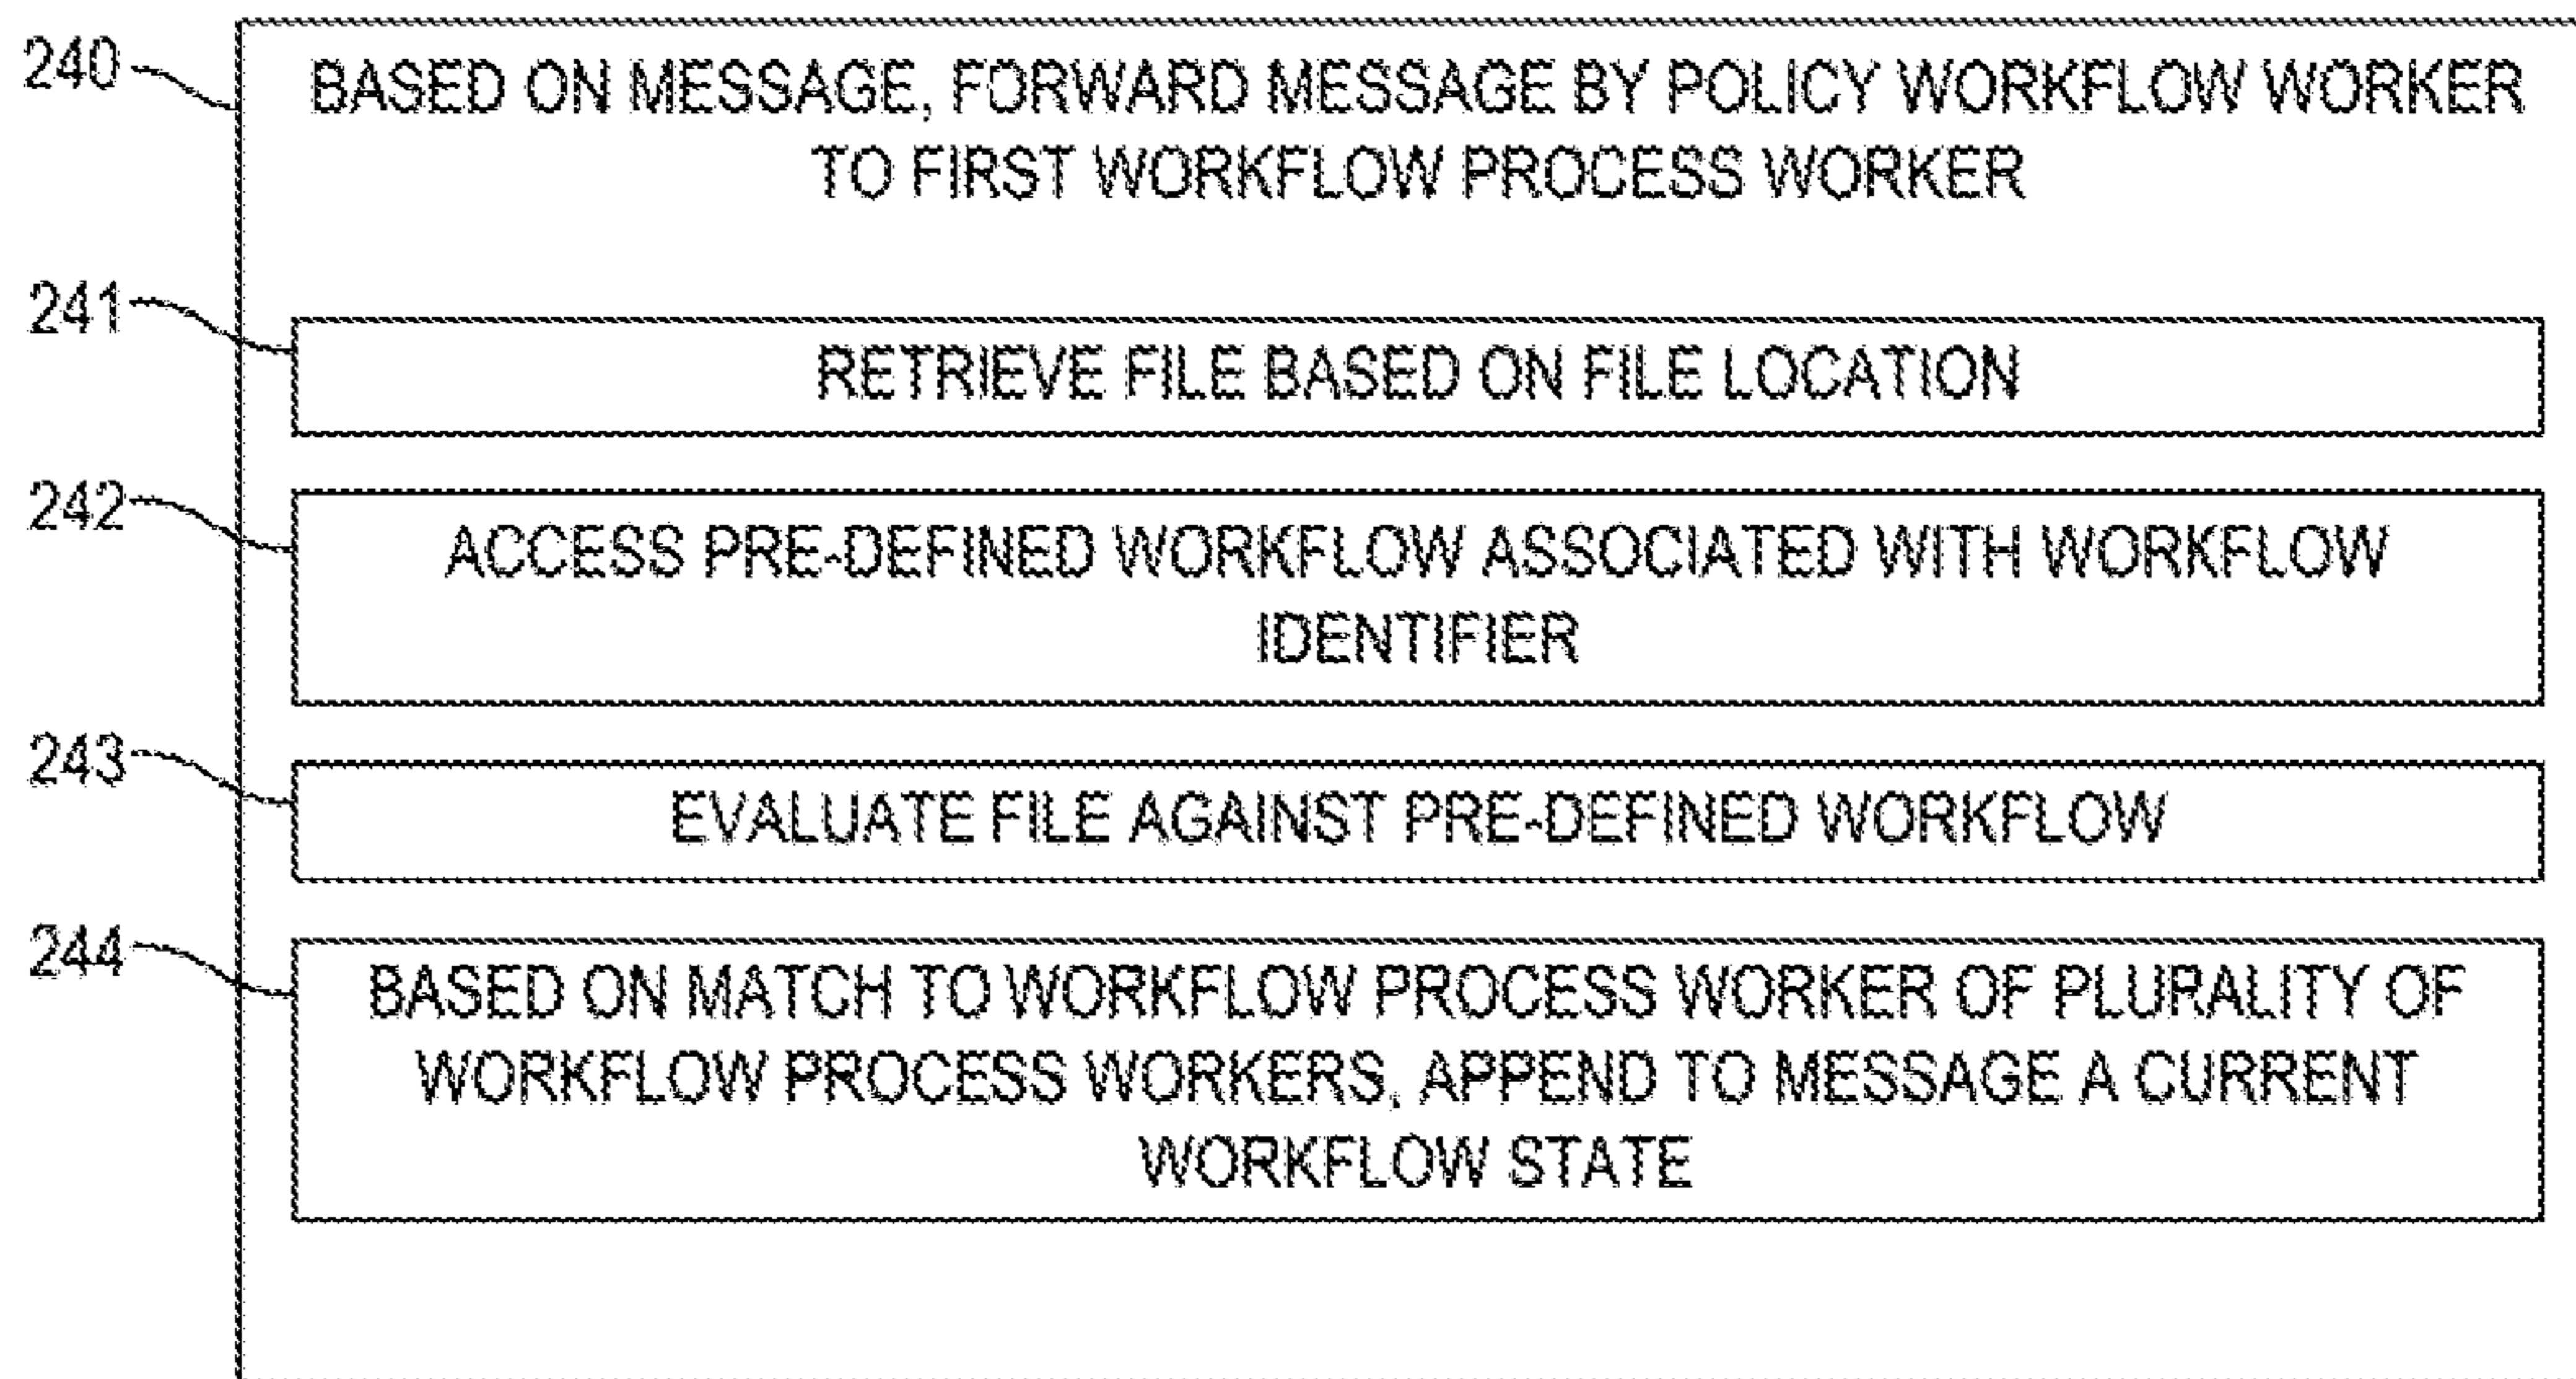 240
BASED ON MESSAGE, FORWARD MESSAGE BY POLICY WORKFLOW WORKER
TO FIRST WORKFLOW PROCESS WORKER
241
RETRIEVE FILE BASED ON FILE LOCATION
242
ACCESS PRE-DEFINED WORKFLOW ASSOCIATED WITH WORKFLOW
IDENTIFIER
243
EVALUATE FILE AGAINST PRE-DEFINED WORKFLOW
244
BASED ON MATCH TO WORKFLOW PROCESS WORKER OF PLURALITY OF
WORKFLOW PROCESS WORKERS, APPEND TO MESSAGE A CURRENT
WORKFLOW STATE